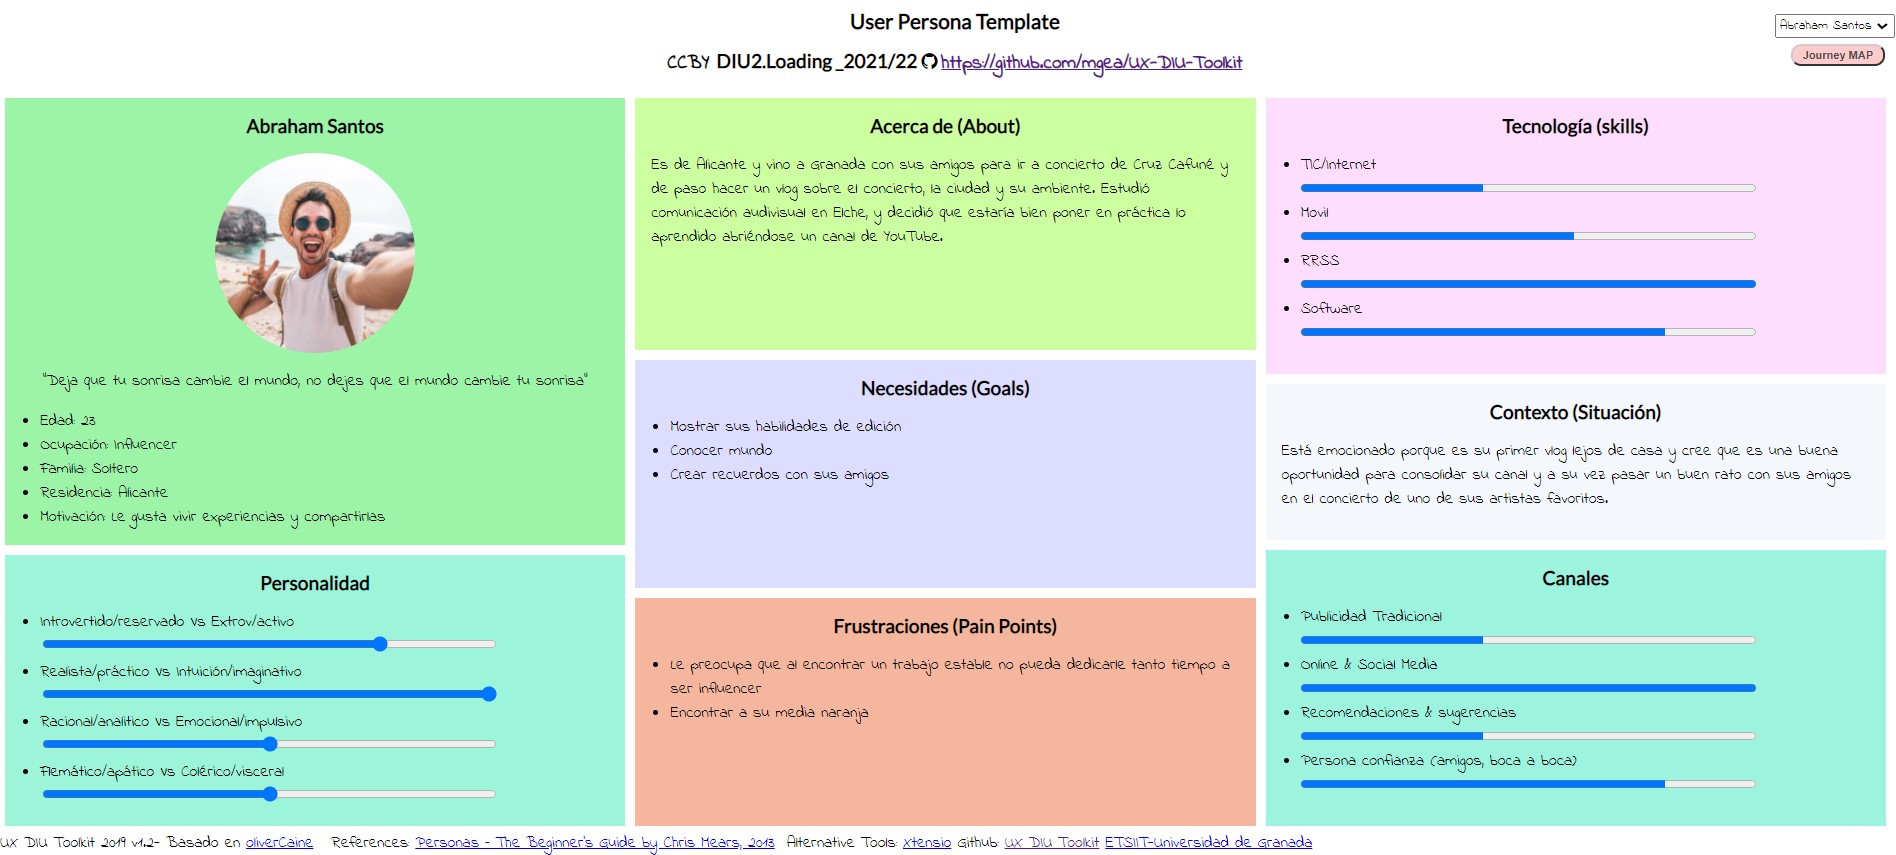 User Persona Template
CCBY DIU2.Loading_2021/22 https://github.com/mgea/UX-DIU-Toolkit
Abraham Santos
Journey MAP
Abraham Santos
"Deja que tu sonrisa cambie el mundo, no dejes que el mundo cambie tu sonrisa"
Edad: 23
Ocupación: Influencer
Familia: Soltero
Residencia: Alicante
Motivación: Le gusta vivir experiencias y compartirlas
Personalidad
Introvertido/reservado Vs Extrov/activo
Realista/práctico Vs Intuición/imaginativo
Racional/analítico Vs Emocional/impulsivo
Flemático/apático Vs Colérico/visceral
Acerca de (About)
Es de Alicante y vino a Granada con sus amigos para ir a concierto de Cruz Cafuné y
de paso hacer un vlog sobre el concierto, la ciudad y su ambiente. Estudió
comunicación audivisual en Elche, y decidió que estaría bien poner en práctica lo
aprendido abriéndose un canal de YouTube.
Necesidades (Goals)
Mostrar sus habilidades de edición
Conocer mundo
Crear recuerdos con sus amigos
Frustraciones (Pain Points)
Le preocupa que al encontrar un trabajo estable no pueda dedicarle tanto tiempo a
ser influencer
Encontrar a su media naranja
Tecnología (skills)
TIC/Internet
Movil
RRSS
Software
Contexto (Situación)
Está emocionado porque es su primer vlog lejos de casa y cree que es una buena
oportunidad para consolidar su canal y a su vez pasar un buen rato con sus amigos
en el concierto de uno de sus artistas favoritos.
Canales
Publicidad Tradicional
Online & Social Media
Recomendaciones & sugerencias
Persona confianza (amigos, boca a boca)
UX DIU Toolkit 2019 v1.2- Basado en oliverCaine References: Personas - The Beginner's Guide by Chris Mears, 2013 Alternative Tools: Xtensio Github: UX DIU Toolkit ETSIIT-Universidad de Granada